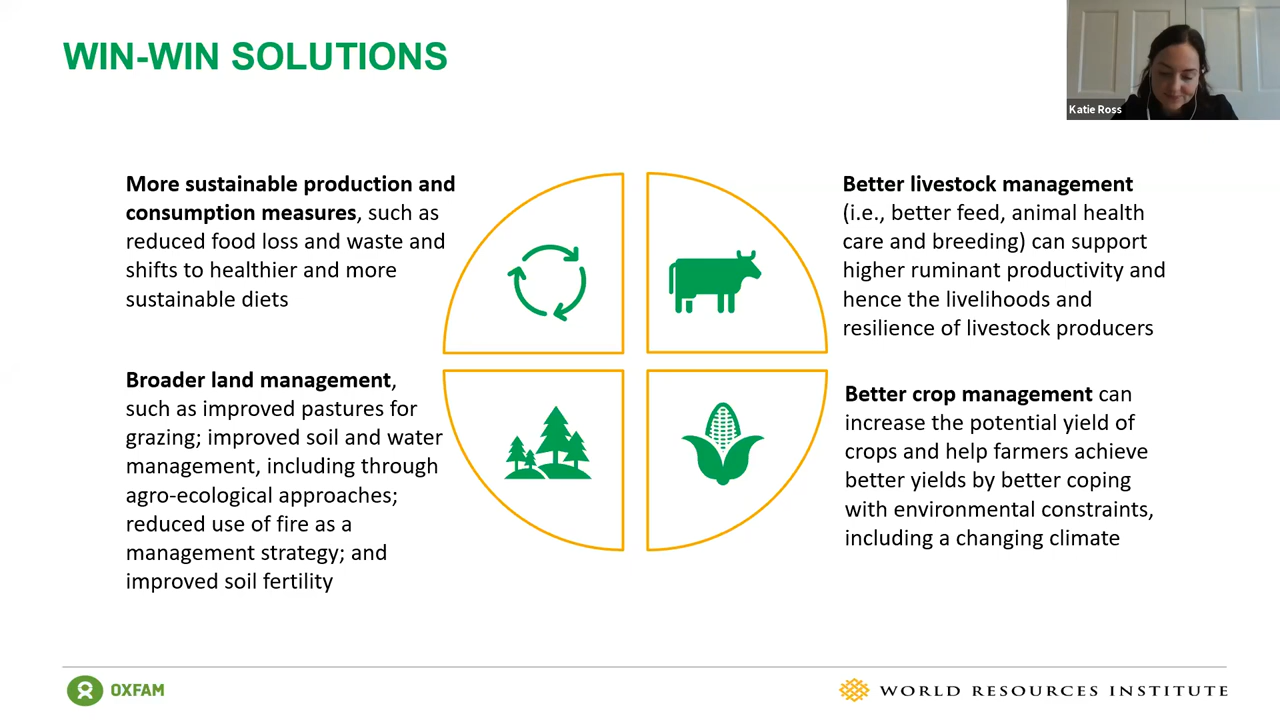 WIN-WIN SOLUTIONS
Katie Ross
More sustainable production and
consumption measures, such as
reduced food loss and waste and
shifts to healthier and more
sustainable diets
Better livestock management
(i.e., better feed, animal health
care and breeding) can support
higher ruminant productivity and
hence the livelihoods and
resilience of livestock producers
Broader land management,
such as improved pastures for
grazing; improved soil and water
management, including through
agro-ecological approaches;
reduced use of fire as a
management strategy; and
improved soil fertility
Better crop management can
increase the potential yield of
crops and help farmers achieve
better yields by better coping
with environmental constraints,
including a changing climate
OXFAM
WORLD RESOURCES INSTITUTE